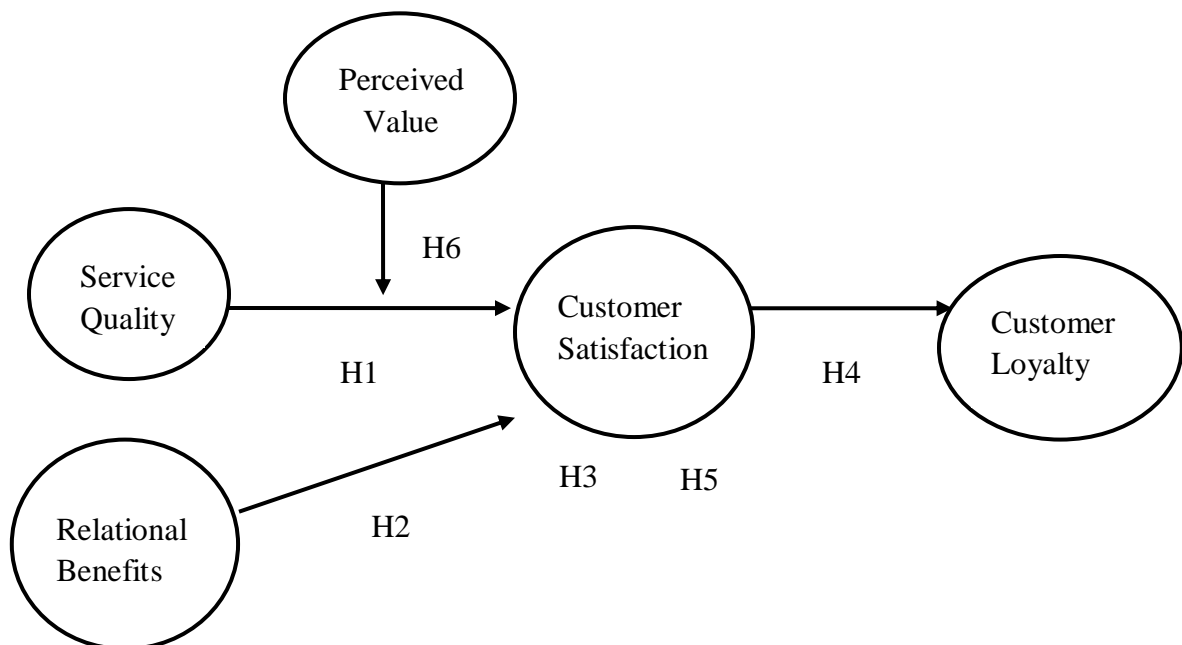 Perceived
Value
H6
Service
Quality
H1
Customer
Satisfaction
H4
Customer
Loyalty
H3
H5
H2
Relational
Benefits